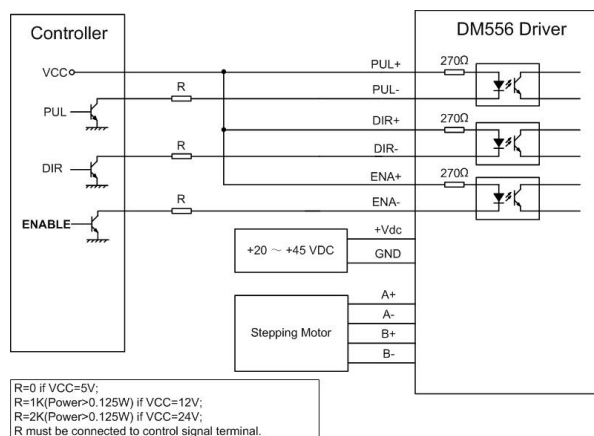 Controller
DM556 Driver
VCC
PUL+
270Ω
PUL
R
PUL-
DIR+
270Ω
DIR
R
DIR-
ENA+
270Ω
ENABLE
R
ENA-
+20 ~ +45 VDC
+Vdc
GND
Stepping Motor
A+
A-
B+
B-
R=0 if VCC=5V;
R=1K(Power>0.125W) if VCC=12V;
R=2K(Power>0.125W) if VCC=24V;
R must be connected to control signal terminal.